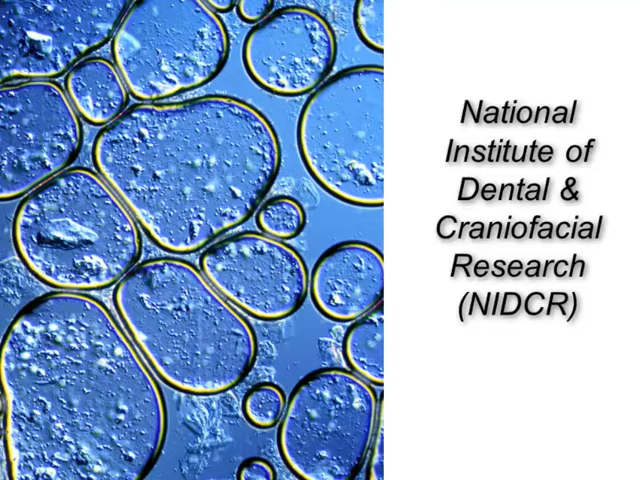 National
Institute of
Dental &
Craniofacial
Research
(NIDCR)